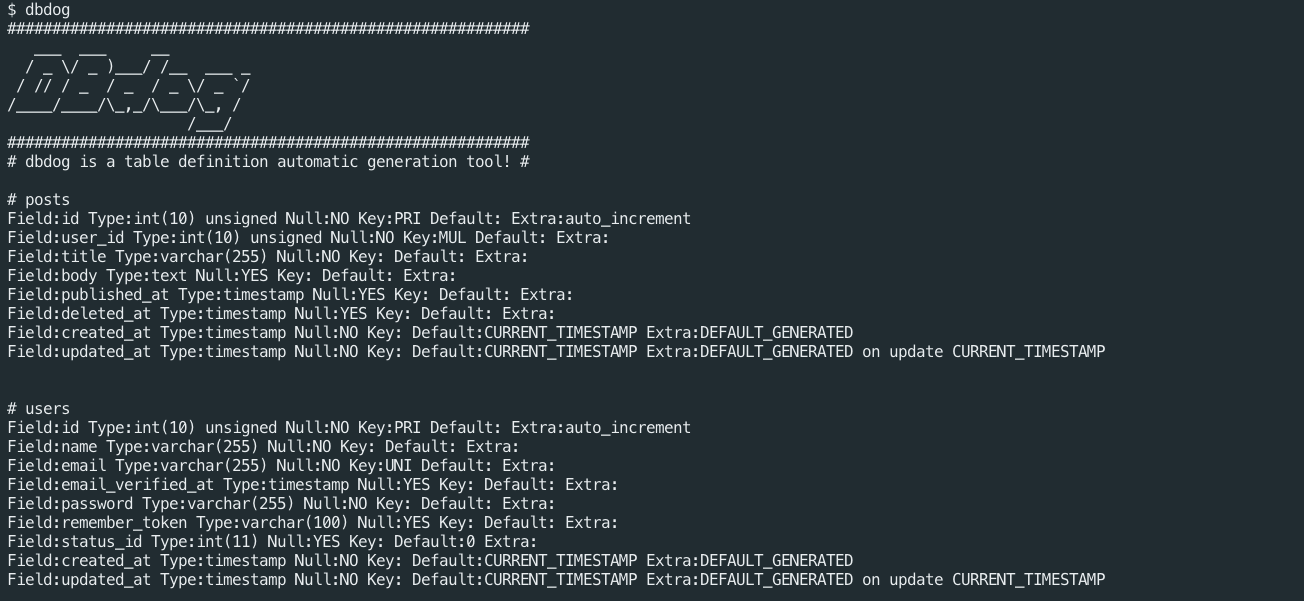 $ dbdog
##########################################################
   ___  ___     __
  / _ \/ _ )___/ /__  ___ _
 / // / _  / _  / _ \/ _ `/
/____/____/\_,_/\___/\_, /
                    /___/
##########################################################
# dbdog is a table definition automatic generation tool! #
# posts
Field:id Type:int(10) unsigned Null:NO Key:PRI Default: Extra:auto_increment
Field:user_id Type:int(10) unsigned Null:NO Key:MUL Default: Extra:
Field:title Type:varchar(255) Null:NO Key: Default: Extra:
Field:body Type:text Null:YES Key: Default: Extra:
Field:published_at Type:timestamp Null:YES Key: Default: Extra:
Field:deleted_at Type:timestamp Null:YES Key: Default: Extra:
Field:created_at Type:timestamp Null:NO Key: Default:CURRENT_TIMESTAMP Extra:DEFAULT_GENERATED
Field:updated_at Type:timestamp Null:NO Key: Default:CURRENT_TIMESTAMP Extra:DEFAULT_GENERATED on update CURRENT_TIMESTAMP
# users
Field:id Type:int(10) unsigned Null:NO Key:PRI Default: Extra:auto_increment
Field:name Type:varchar(255) Null:NO Key: Default: Extra:
Field:email Type:varchar(255) Null:NO Key:UNI Default: Extra:
Field:email_verified_at Type:timestamp Null:YES Key: Default: Extra:
Field:password Type:varchar(255) Null:NO Key: Default: Extra:
Field:remember_token Type:varchar(100) Null:YES Key: Default: Extra:
Field:status_id Type:int(11) Null:YES Key: Default:0 Extra:
Field:created_at Type:timestamp Null:NO Key: Default:CURRENT_TIMESTAMP Extra:DEFAULT_GENERATED
Field:updated_at Type:timestamp Null:NO Key: Default:CURRENT_TIMESTAMP Extra:DEFAULT_GENERATED on update CURRENT_TIMESTAMP